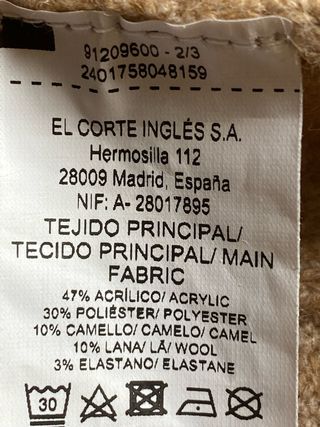 91209600 - 2/3
2401758048159
EL CORTE INGLÉS S.A.
Hermosilla 112
28009 Madrid, España
NIF: A- 28017895
TEJIDO PRINCIPAL/
TECIDO PRINCIPAL/ MAIN
FABRIC
47% ACRÍLICO/ ACRYLIC
30% POLIÉSTER/ POLYESTER
10% CAMELLO/ CAMELO/ CAMEL
10% LANA/ LÃ/ WOOL
3% ELASTANO/ ELASTANE
30